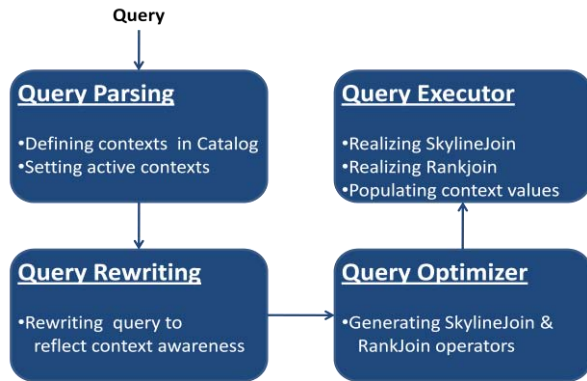 Query
Query Parsing
•Defining contexts in Catalog
•Setting active contexts
Query Rewriting
•Rewriting query to
reflect context awareness
Query Optimizer
•Generating SkylineJoin &
RankJoin operators
Query Executor
•Realizing SkylineJoin
•Realizing Rankjoin
•Populating context values